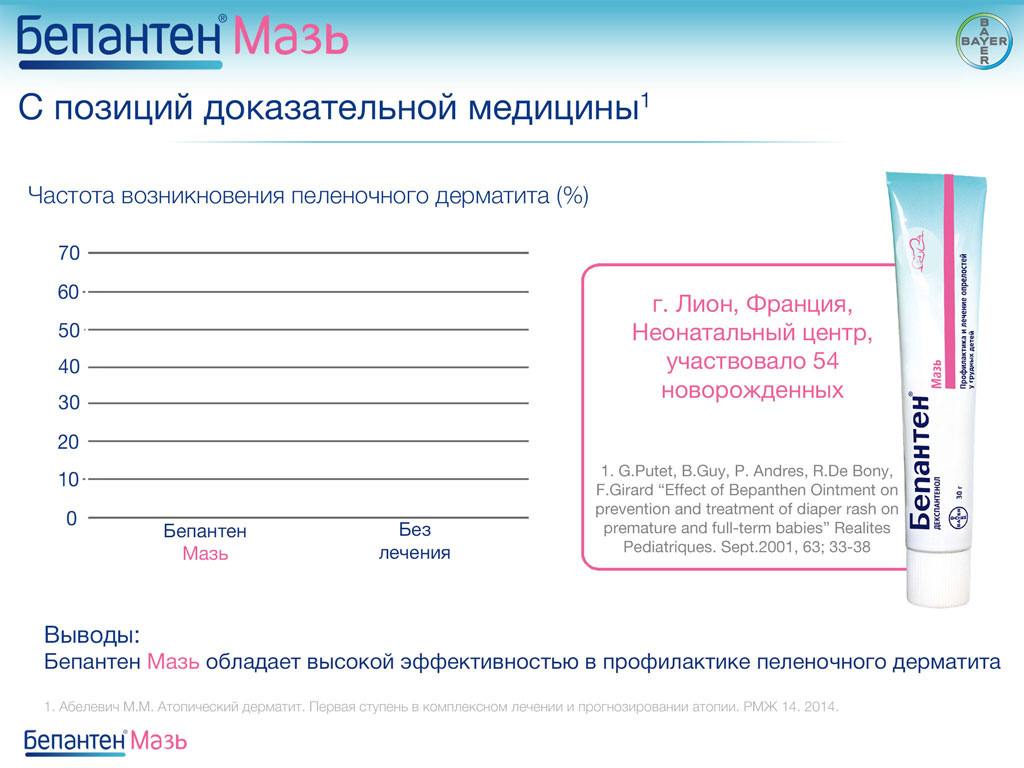 Бепантен® Мазь
BAYER
BAYER
С позиций доказательной медицины1
Частота возникновения пеленочного дерматита (%)
70
60
50
40
30
20
10
0
Бепантен
Мазь
Без
лечения
г. Лион, Франция,
Неонатальный центр,
участвовало 54
новорожденных
1. G.Putet, B.Guy, P. Andres, R.De Bony,
F.Girard “Effect of Bepanthen Ointment on
prevention and treatment of diaper rash on
premature and full-term babies” Realites
Pediatriques. Sept.2001, 63; 33-38
Бепантен®
Мазь
ДЕКСПАНТЕНОЛ
Профилактика и лечение опрелостей
у грудных детей
30 г
Выводы:
Бепантен Мазь обладает высокой эффективностью в профилактике пеленочного дерматита
1. Абелевич М.М. Атопический дерматит. Первая ступень в комплексном лечении и прогнозировании атопии. РМЖ 14. 2014.
Бепантен® Мазь